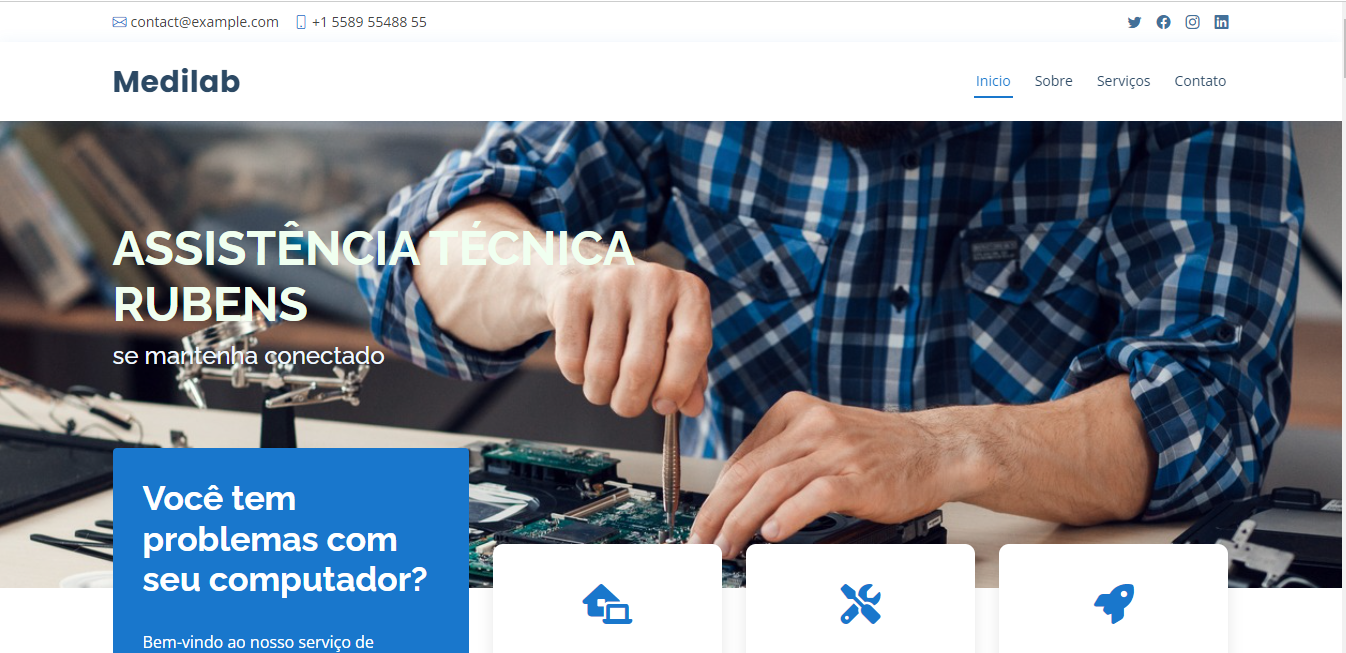 contact@example.com +1 5589 55488 55
Medilab
Inicio Sobre Serviços Contato
ASSISTÊNCIA TÉCNICA
RUBENS
se mantenha conectado
Você tem
problemas com
seu computador?
Bem-vindo ao nosso serviço de